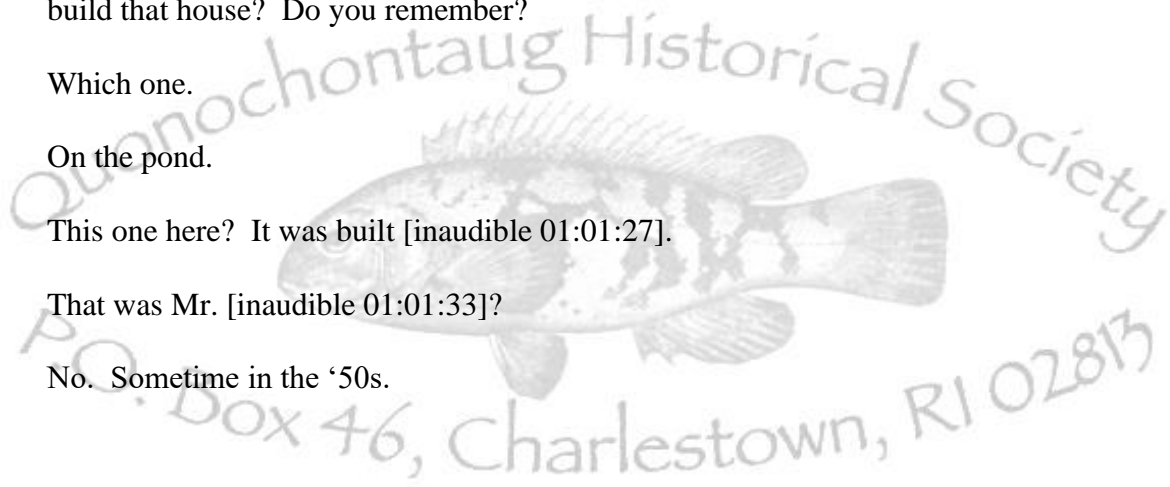 build that house? Do you remember?
Quonochontaug Historical Society
Which one.
On the pond.
This one here? It was built [inaudible 01:01:27].
That was Mr. [inaudible 01:01:33]?
No. Sometime in the ‘50s.
P.O. Box 46, Charlestown, RI 02813